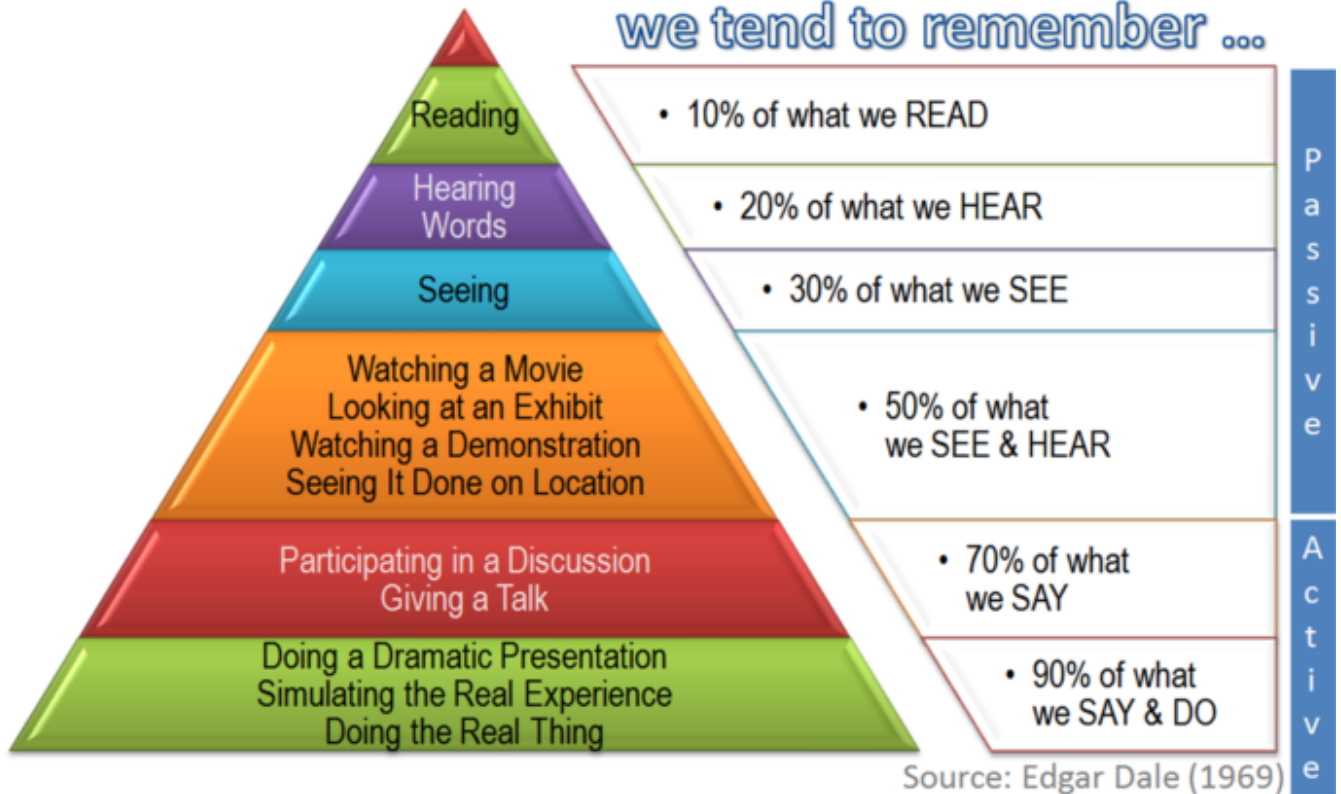 we tend to remember ...
Reading
• 10% of what we READ
Hearing
Words
• 20% of what we HEAR
Seeing
• 30% of what we SEE
Watching a Movie
Looking at an Exhibit
Watching a Demonstration
Seeing It Done on Location
• 50% of what
we SEE & HEAR
Participating in a Discussion
Giving a Talk
• 70% of what
we SAY
Doing a Dramatic Presentation
Simulating the Real Experience
Doing the Real Thing
• 90% of what
we SAY & DO
Passive
Active
Source: Edgar Dale (1969)